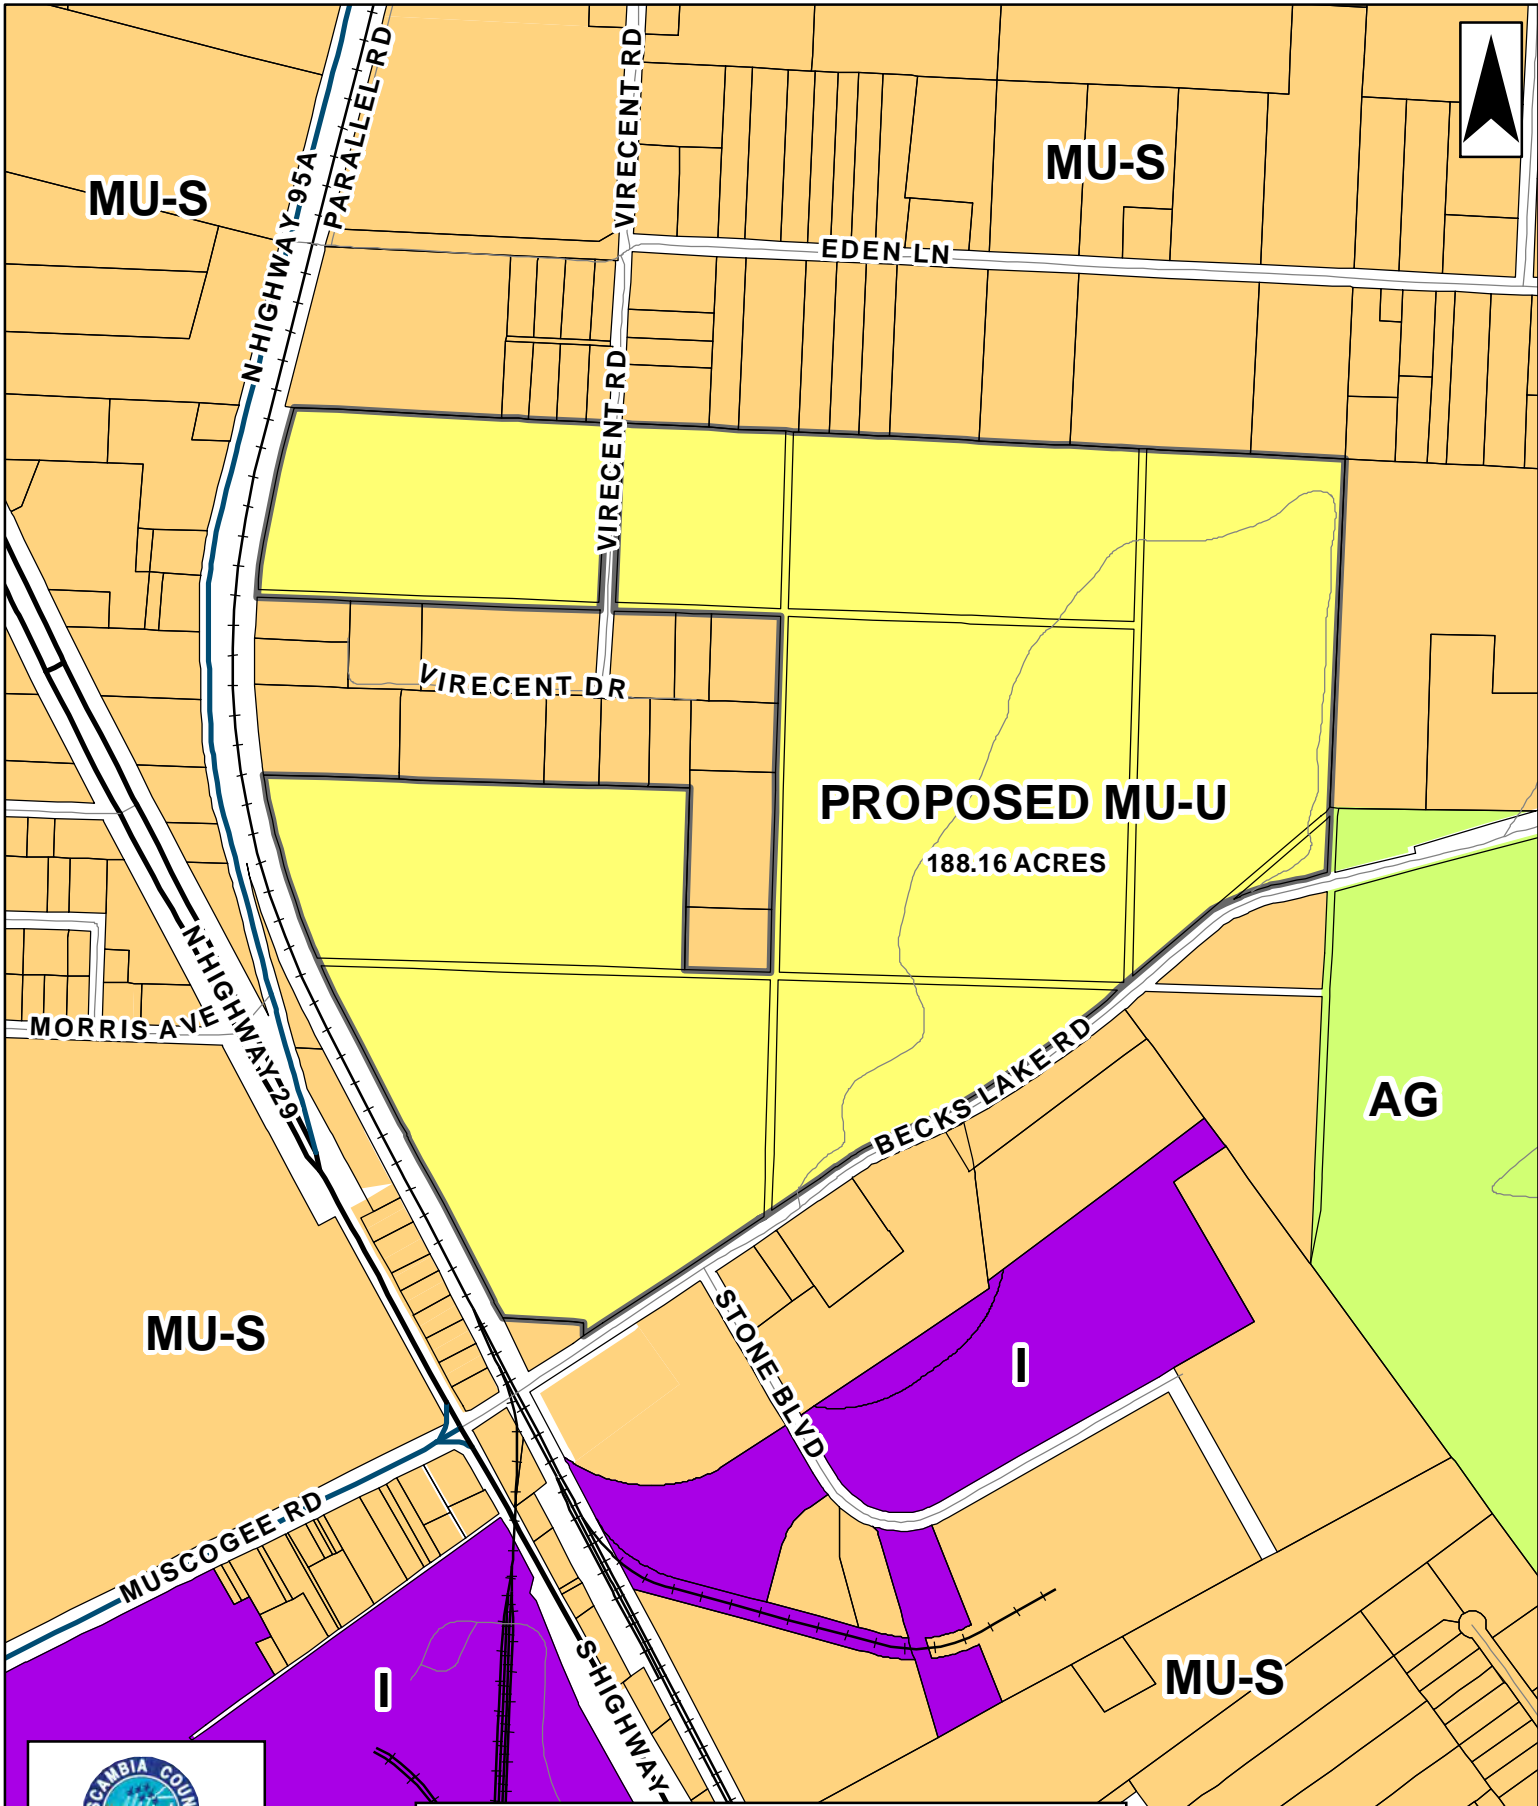 PARALLEL RD
VIRECENT RD
MU-S
MU-S
N HIGHWAY 95A
EDEN LN
VIRECENT RD
VIRECENT DR
PROPOSED MU-U
188.16 ACRES
N HIGHWAY 29
MORRIS AVE
BECKS LAKE RD
AG
MU-S
STONE BLVD
I
MUSCOGEE RD
I
S HIGHWAY
MU-S